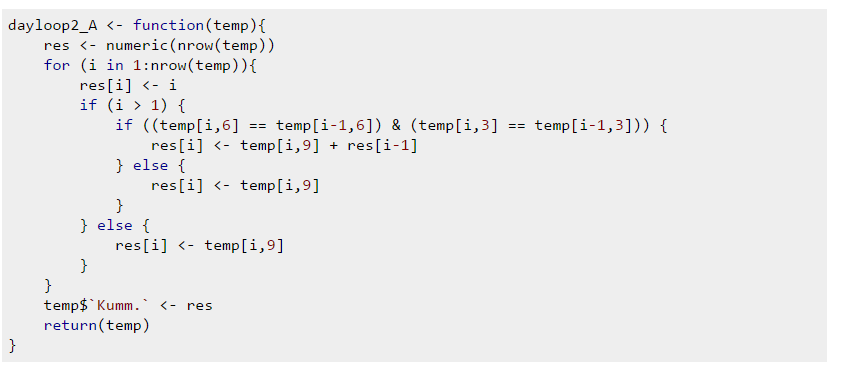 dayloop2_A <- function(temp){
    res <- numeric(nrow(temp))
    for (i in 1:nrow(temp)){
        res[i] <- i
        if (i > 1) {
            if ((temp[i,6] == temp[i-1,6]) & (temp[i,3] == temp[i-1,3])) {
                res[i] <- temp[i,9] + res[i-1]
            } else {
                res[i] <- temp[i,9]
            }
        } else {
            res[i] <- temp[i,9]
        }
    }
    temp$`Kumm.` <- res
    return(temp)
}